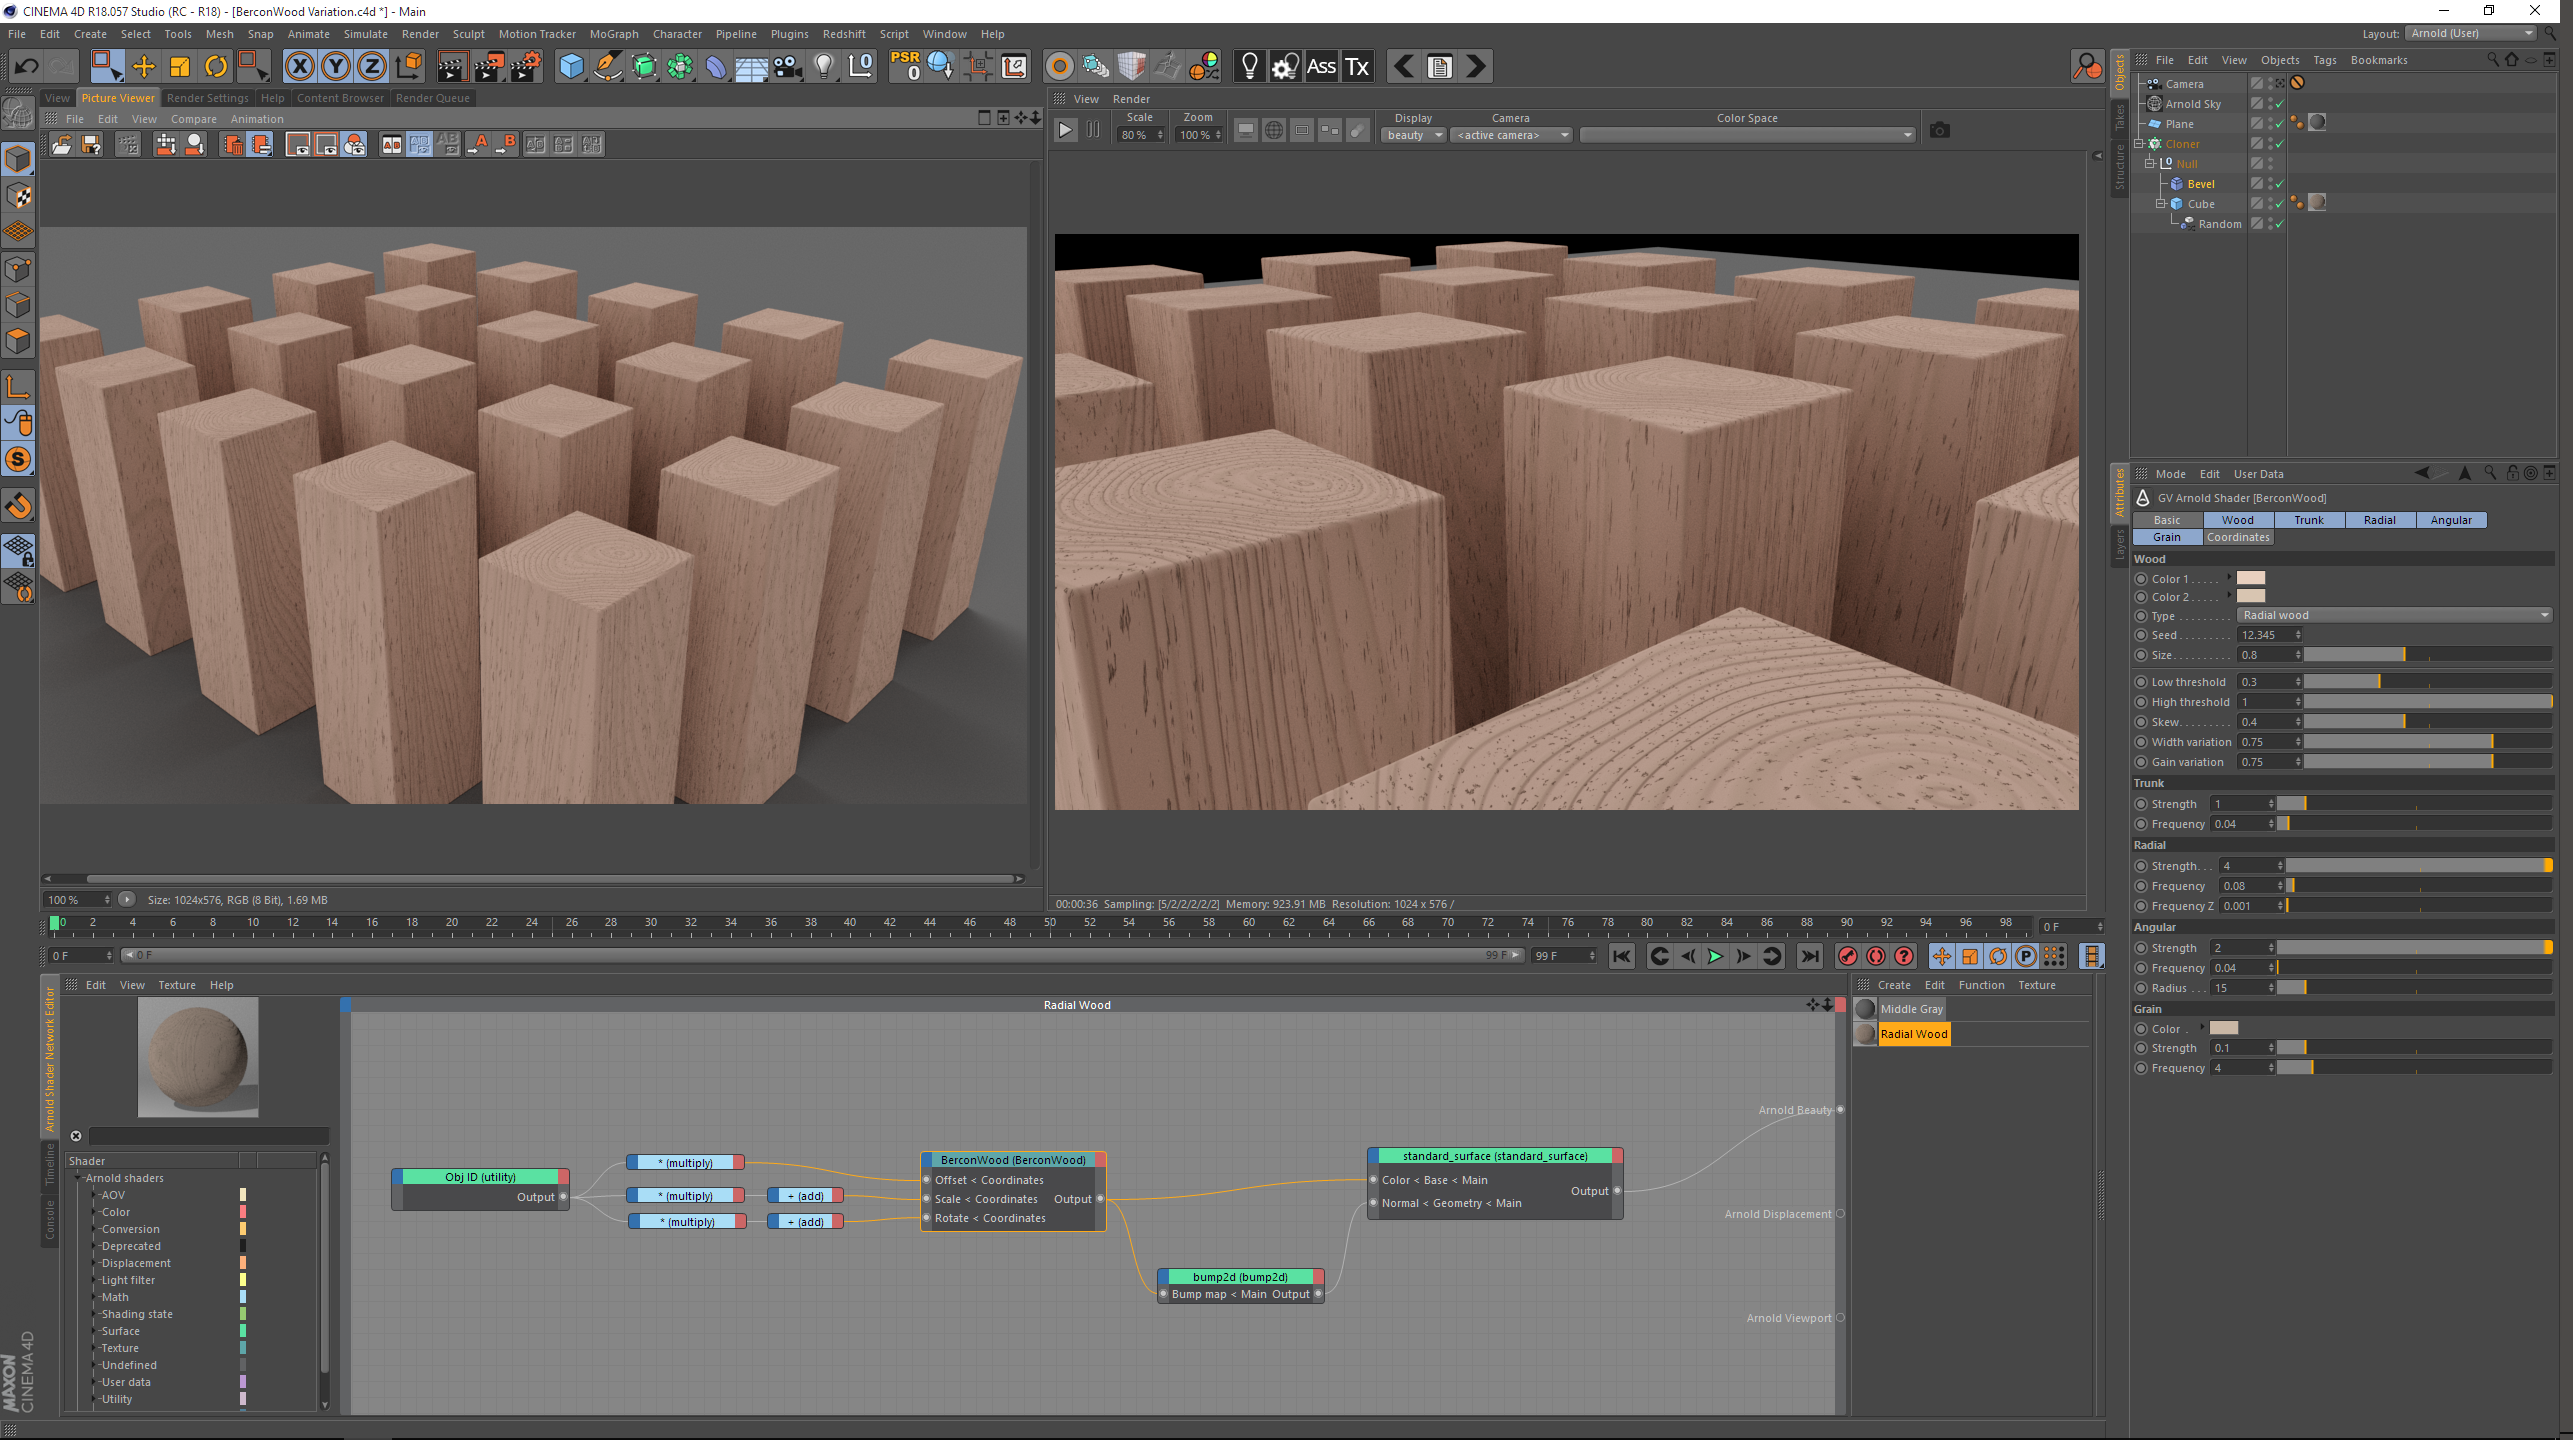 CINEMA 4D R18.057 Studio (RC - R18) - [BerconWood Variation.c4d *] - Main
File Edit Create Select Tools Mesh Snap Animate Simulate Render Sculpt Motion Tracker MoGraph Character Pipeline Plugins Redshift Script Window Help
Layout: Arnold (User)
X Y Z PSR 0 Ass Tx
View Picture Viewer Render Settings Help Content Browser Render Queue
File Edit View Compare Animation
View Render
Scale Zoom Display Camera Color Space
80 % 100 % beauty <active camera>
Objects
Takes
Structure
File Edit View Objects Tags Bookmarks
Camera
Arnold Sky
Plane
Cloner
Null
Bevel
Cube
Random
Attributes
Layers
Mode Edit User Data
GV Arnold Shader [BerconWood]
Basic Wood Trunk Radial Angular
Grain Coordinates
Wood
Color 1 . . . . .
Color 2 . . . . .
Type . . . . . . . . . Radial wood
Seed . . . . . . . . . 12.345
Size . . . . . . . . . . 0.8
Low threshold 0.3
High threshold 1
Skew . . . . . . . . . 0.4
Width variation 0.75
Gain variation 0.75
Trunk
Strength 1
Frequency 0.04
Radial
Strength. . . 4
Frequency 0.08
Frequency Z 0.001
Angular
Strength 2
Frequency 0.04
Radius . . . 15
Grain
Color .
Strength 0.1
Frequency 4
100 % Size: 1024x576, RGB (8 Bit), 1.69 MB
00:00:36 Sampling: [5/2/2/2/2/2] Memory: 923.91 MB Resolution: 1024 x 576 /
0 2 4 6 8 10 12 14 16 18 20 22 24 26 28 30 32 34 36 38 40 42 44 46 48 50 52 54 56 58 60 62 64 66 68 70 72 74 76 78 80 82 84 86 88 90 92 94 96 98 0 F
0 F 0 F 99 F 99 F
Arnold Shader Network Editor
Timeline
Console
Edit View Texture Help
Radial Wood
Create Edit Function Texture
Middle Gray
Radial Wood
Shader
Arnold shaders
AOV
Color
Conversion
Deprecated
Displacement
Light filter
Math
Shading state
Surface
Texture
Undefined
User data
Utility
Obj ID (utility)
Output
* (multiply)
* (multiply) + (add)
* (multiply) + (add)
BerconWood (BerconWood)
Offset < Coordinates
Scale < Coordinates Output
Rotate < Coordinates
bump2d (bump2d)
Bump map < Main Output
standard_surface (standard_surface)
Color < Base < Main
Output
Normal < Geometry < Main
Arnold Beauty
Arnold Displacement
Arnold Viewport
MAXON
CINEMA 4D